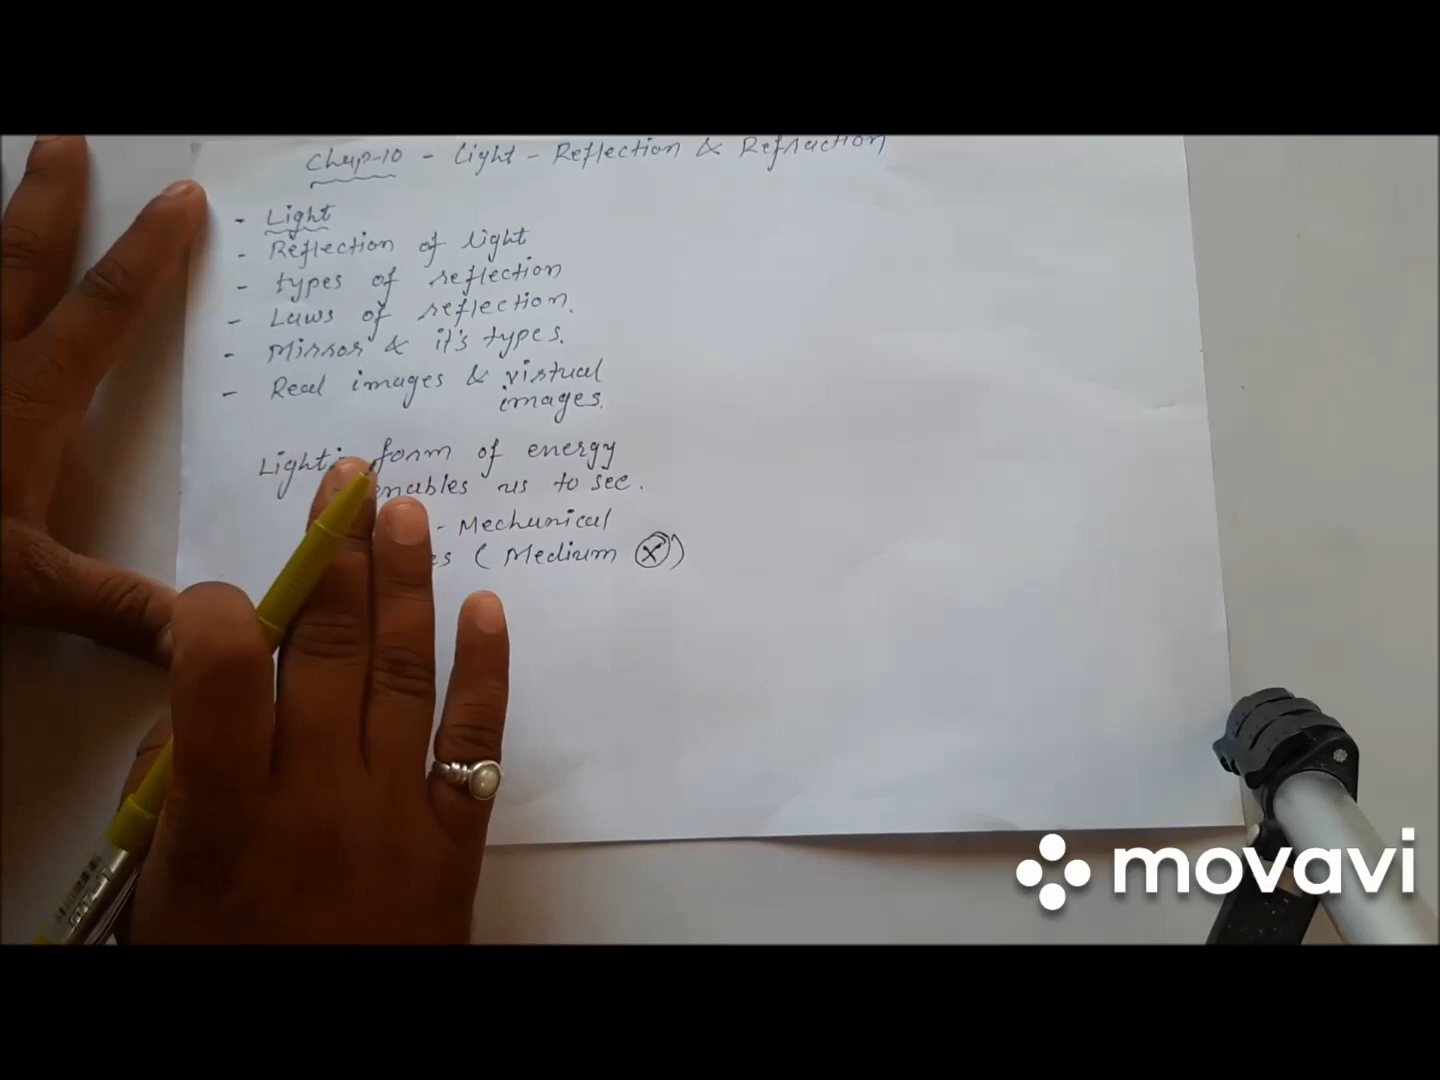 Chap-10 - Light - Reflection & Refraction
- Light
- Reflection of light
- types of reflection
- Laws of reflection.
- Mirror & it's types.
- Real images & virtual
images.
Light: form of energy
enables us to see.
- Mechanical
es ( Medium X )
movavi